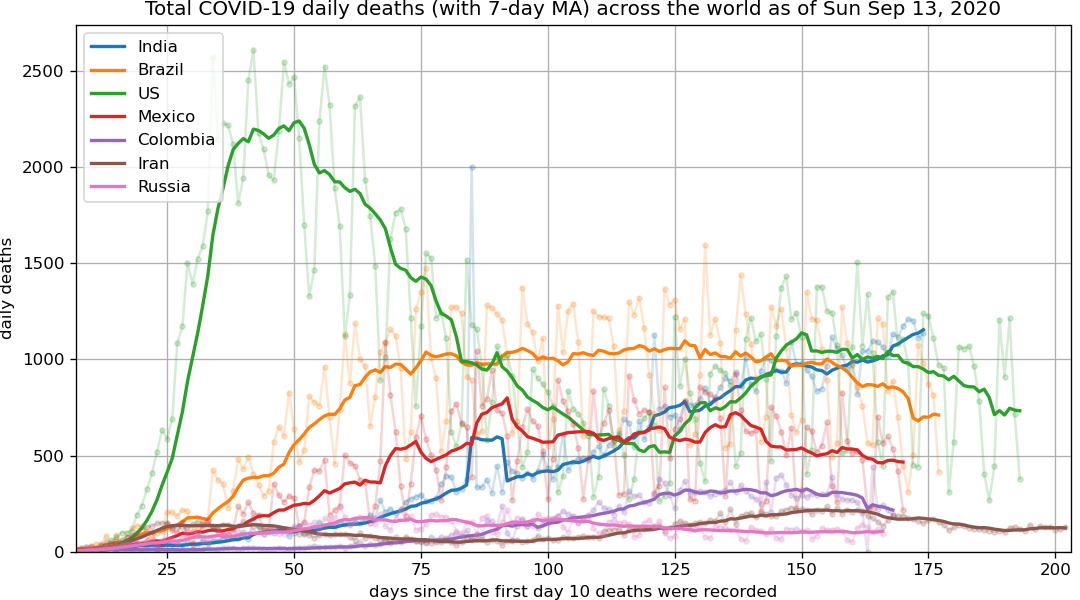 Total COVID-19 daily deaths (with 7-day MA) across the world as of Sun Sep 13, 2020
India
Brazil
US
Mexico
Colombia
Iran
Russia
2500
2000
1500
1000
500
0
daily deaths
25 50 75 100 125 150 175 200
days since the first day 10 deaths were recorded